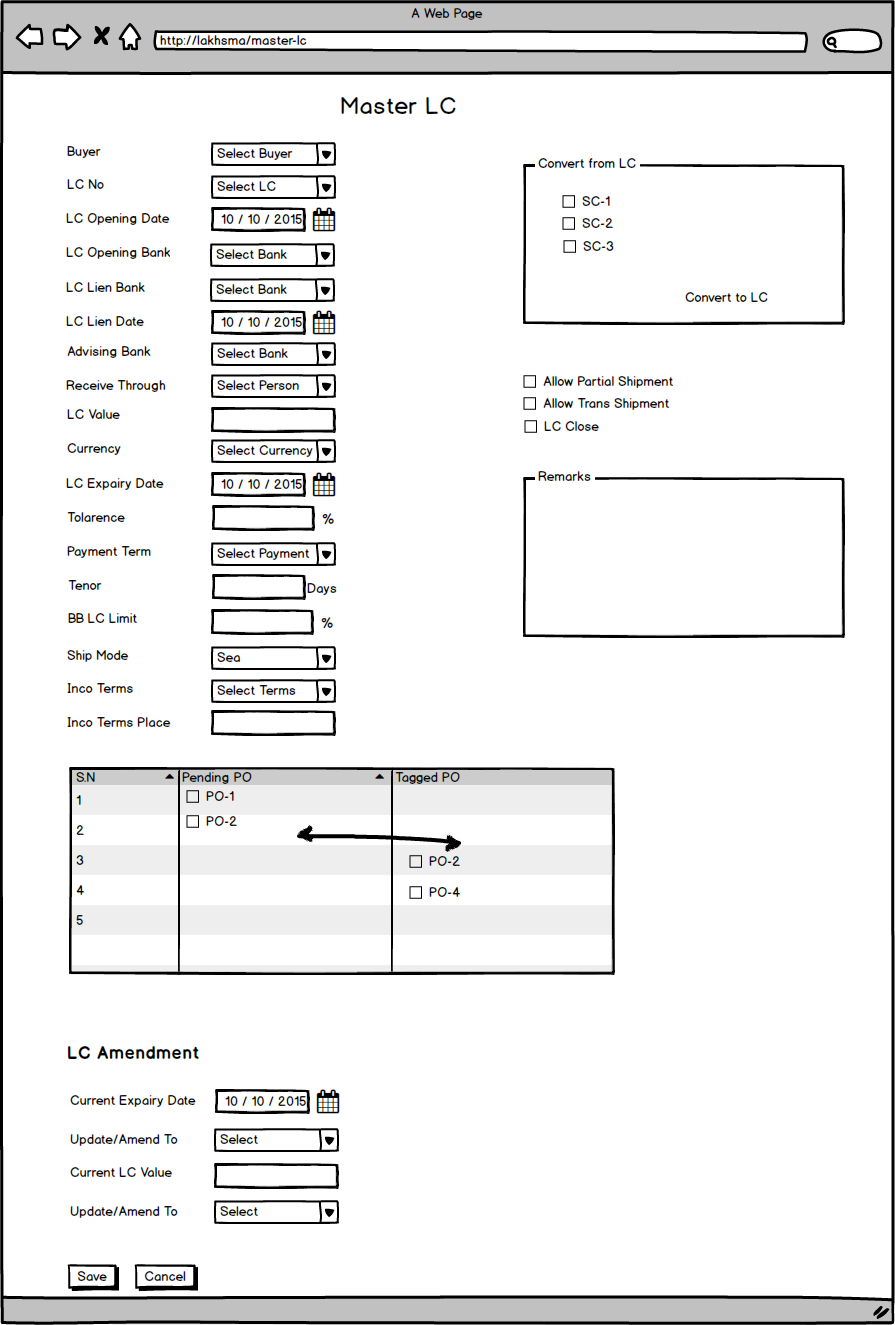 A Web Page
http://lakhsma/master-lc
Master LC
Buyer Select Buyer
LC No Select LC
LC Opening Date 10 / 10 / 2015
LC Opening Bank Select Bank
LC Lien Bank Select Bank
LC Lien Date 10 / 10 / 2015
Advising Bank Select Bank
Receive Through Select Person
LC Value
Currency Select Currency
LC Expairy Date 10 / 10 / 2015
Tolarence %
Payment Term Select Payment
Tenor Days
BB LC Limit %
Ship Mode Sea
Inco Terms Select Terms
Inco Terms Place
Convert from LC
SC-1
SC-2
SC-3
Convert to LC
Allow Partial Shipment
Allow Trans Shipment
LC Close
Remarks
S.N Pending PO Tagged PO
1 PO-1
2 PO-2
3 PO-2
4 PO-4
5
LC Amendment
Current Expairy Date 10 / 10 / 2015
Update/Amend To Select
Current LC Value
Update/Amend To Select
Save Cancel